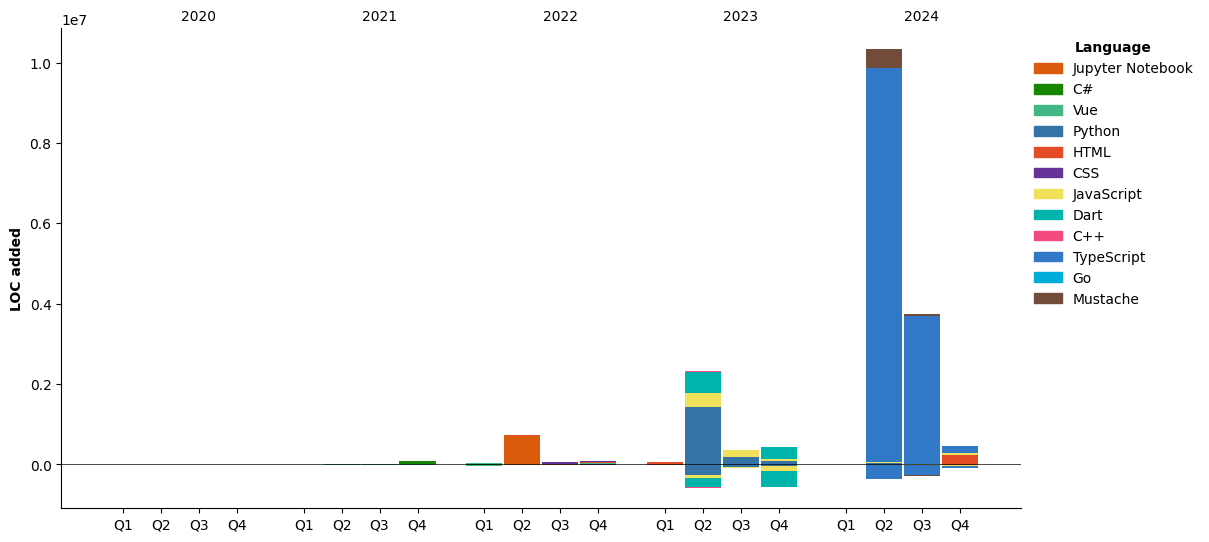 1e7
2020 2021 2022 2023 2024
Language
Jupyter Notebook
C#
Vue
Python
HTML
CSS
JavaScript
Dart
C++
TypeScript
Go
Mustache
LOC added
1.0
0.8
0.6
0.4
0.2
0.0
Q1 Q2 Q3 Q4 Q1 Q2 Q3 Q4 Q1 Q2 Q3 Q4 Q1 Q2 Q3 Q4 Q1 Q2 Q3 Q4